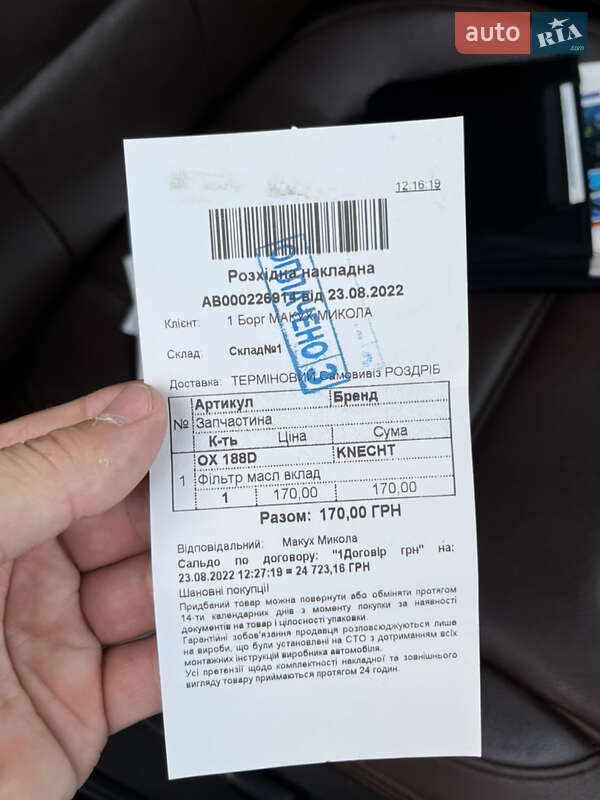 auto RIA .com
12:16:19
Розхідна накладна
АВ000226914 від 23.08.2022
Клієнт: 1 Борг МАКУХ МИКОЛА
ОПЛАЧЕНО 3
Склад: Склад№1
Доставка: ТЕРМІНОВИЙ Самовивіз РОЗДРІБ
№ Артикул Бренд
Запчастина
К-ть Ціна Сума
1 OX 188D KNECHT
Фільтр масл вклад
1 170,00 170,00
Разом: 170,00 ГРН
Відповідальний: Макух Микола
Сальдо по договору: "1Договір грн" на:
23.08.2022 12:27:19 = 24 723,16 ГРН
Шановні покупці!
Придбаний товар можна повернути або обміняти протягом
14-ти календарних днів з моменту покупки за наявності
документів на товар і цілосності упаковки.
Гарантійні зобов'язання продавця розповсюджуються лише
на вироби, що були установлені на СТО з дотриманням всіх
монтажних інструкцій виробника автомобіля.
Усі претензії щодо комплектності накладної та зовнішнього
вигляду товару приймаються протягом 24 годин.